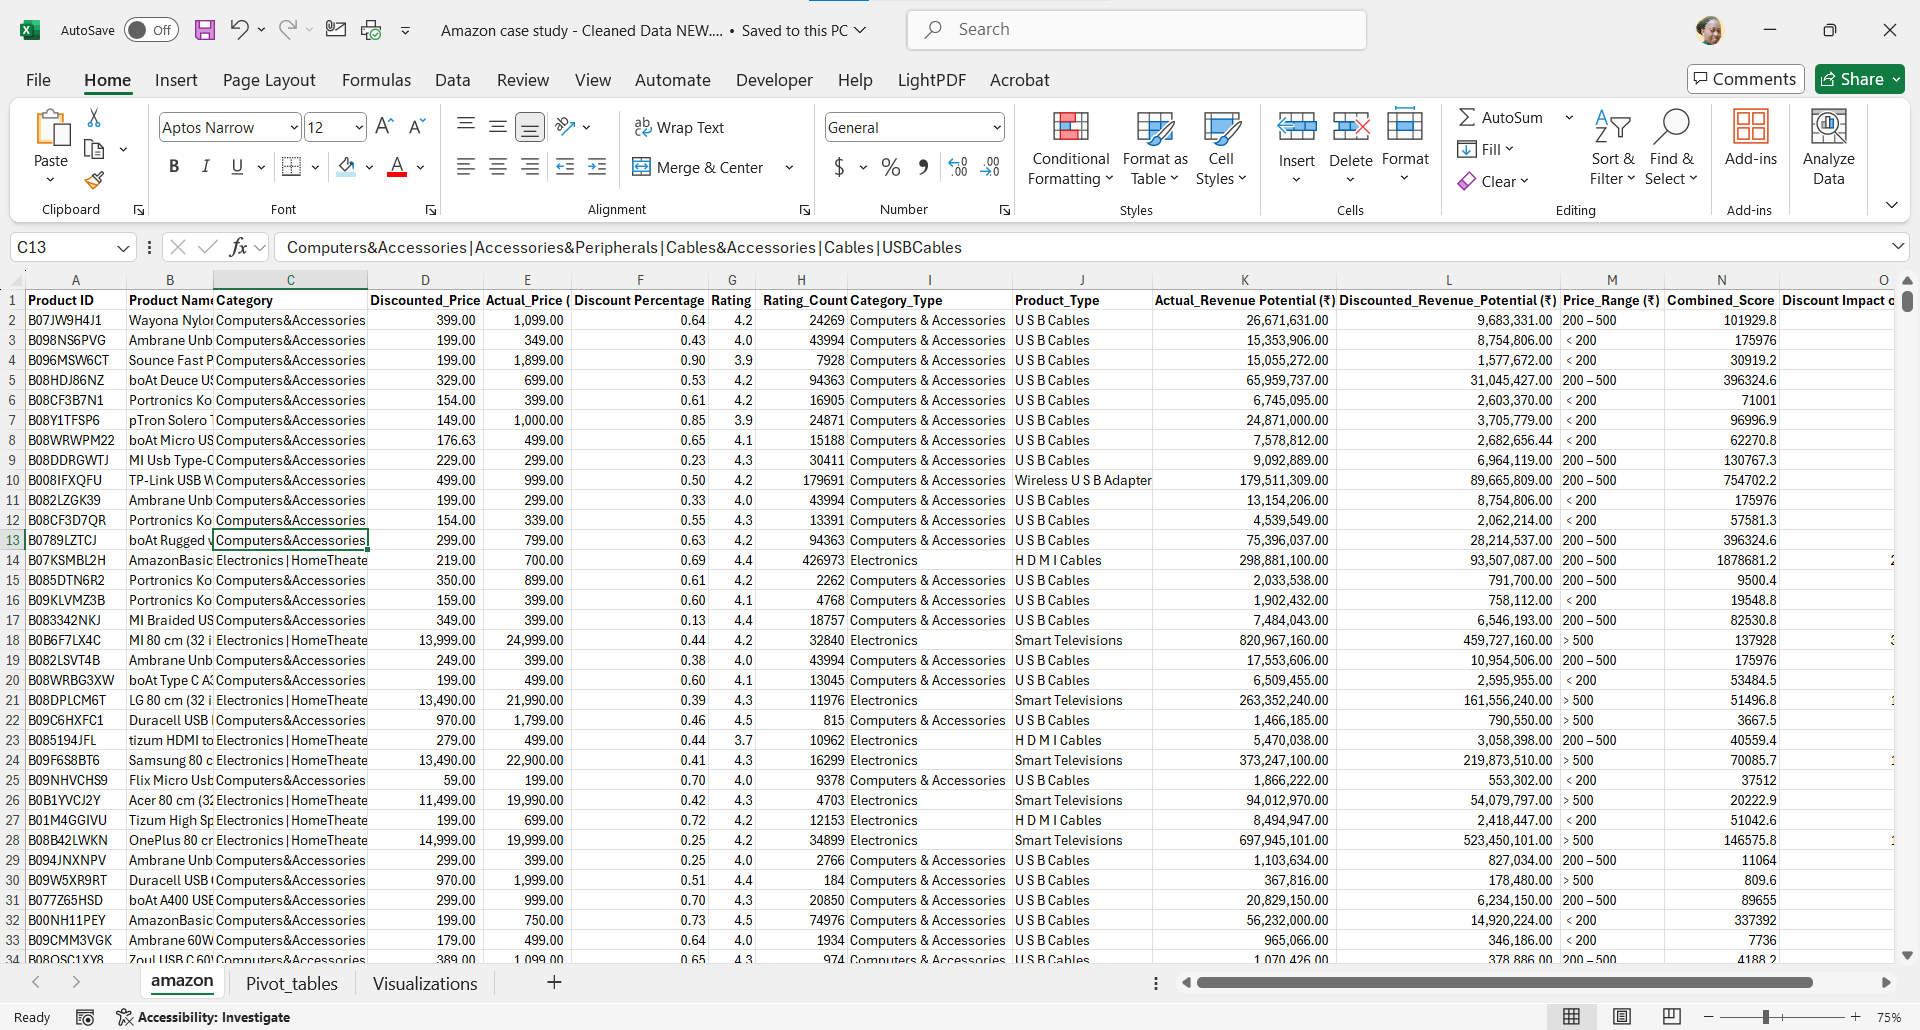 AutoSave Off Amazon case study - Cleaned Data NEW.... • Saved to this PC Search
File Home Insert Page Layout Formulas Data Review View Automate Developer Help LightPDF Acrobat Comments Share
Paste Aptos Narrow 12 Wrap Text General AutoSum
B I U Merge & Center $ % Conditional Formatting Format as Table Cell Styles Insert Delete Format Fill Clear Sort & Filter Find & Select Add-ins Analyze Data
Clipboard Font Alignment Number Styles Cells Editing Add-ins
C13 fx Computers&Accessories|Accessories&Peripherals|Cables&Accessories|Cables|USBCables
A B C D E F G H I J K L M N O
1 Product ID Product Name Category Discounted_Price Actual_Price ( Discount Percentage Rating Rating_Count Category_Type Product_Type Actual_Revenue Potential (₹) Discounted_Revenue_Potential (₹) Price_Range (₹) Combined_Score Discount Impact o
2 B07JW9H4J1 Wayona Nylon Computers&Accessories 399.00 1,099.00 0.64 4.2 24269 Computers & Accessories U S B Cables 26,671,631.00 9,683,331.00 200 – 500 101929.8
3 B098NS6PVG Ambrane Unb Computers&Accessories 199.00 349.00 0.43 4.0 43994 Computers & Accessories U S B Cables 15,353,906.00 8,754,806.00 < 200 175976
4 B096MSW6CT Sounce Fast P Computers&Accessories 199.00 1,899.00 0.90 3.9 7928 Computers & Accessories U S B Cables 15,055,272.00 1,577,672.00 < 200 30919.2
5 B08HDJ86NZ boAt Deuce US Computers&Accessories 329.00 699.00 0.53 4.2 94363 Computers & Accessories U S B Cables 65,959,737.00 31,045,427.00 200 – 500 396324.6
6 B08CF3B7N1 Portronics Ko Computers&Accessories 154.00 399.00 0.61 4.2 16905 Computers & Accessories U S B Cables 6,745,095.00 2,603,370.00 < 200 71001
7 B08Y1TFSP6 pTron Solero T Computers&Accessories 149.00 1,000.00 0.85 3.9 24871 Computers & Accessories U S B Cables 24,871,000.00 3,705,779.00 < 200 96996.9
8 B08WRWPM22 boAt Micro US Computers&Accessories 176.63 499.00 0.65 4.1 15188 Computers & Accessories U S B Cables 7,578,812.00 2,682,656.44 < 200 62270.8
9 B08DDRGWTJ MI Usb Type-C Computers&Accessories 229.00 299.00 0.23 4.3 30411 Computers & Accessories U S B Cables 9,092,889.00 6,964,119.00 200 – 500 130767.3
10 B008IFXQFU TP-Link USB W Computers&Accessories 499.00 999.00 0.50 4.2 179691 Computers & Accessories Wireless U S B Adapter 179,511,309.00 89,665,809.00 200 – 500 754702.2
11 B082LZGK39 Ambrane Unb Computers&Accessories 199.00 299.00 0.33 4.0 43994 Computers & Accessories U S B Cables 13,154,206.00 8,754,806.00 < 200 175976
12 B08CF3D7QR Portronics Ko Computers&Accessories 154.00 339.00 0.55 4.3 13391 Computers & Accessories U S B Cables 4,539,549.00 2,062,214.00 < 200 57581.3
13 B0789LZTCJ boAt Rugged v Computers&Accessories 299.00 799.00 0.63 4.2 94363 Computers & Accessories U S B Cables 75,396,037.00 28,214,537.00 200 – 500 396324.6
14 B07KSMBL2H AmazonBasic Electronics|HomeTheate 219.00 700.00 0.69 4.4 426973 Electronics H D M I Cables 298,881,100.00 93,507,087.00 200 – 500 1878681.2
15 B085DTN6R2 Portronics Ko Computers&Accessories 350.00 899.00 0.61 4.2 2262 Computers & Accessories U S B Cables 2,033,538.00 791,700.00 200 – 500 9500.4
16 B09KLVMZ3B Portronics Ko Computers&Accessories 159.00 399.00 0.60 4.1 4768 Computers & Accessories U S B Cables 1,902,432.00 758,112.00 < 200 19548.8
17 B083342NKJ MI Braided US Computers&Accessories 349.00 399.00 0.13 4.4 18757 Computers & Accessories U S B Cables 7,484,043.00 6,546,193.00 200 – 500 82530.8
18 B0B6F7LX4C MI 80 cm (32 i Electronics|HomeTheate 13,999.00 24,999.00 0.44 4.2 32840 Electronics Smart Televisions 820,967,160.00 459,727,160.00 > 500 137928
19 B082LSVT4B Ambrane Unb Computers&Accessories 249.00 399.00 0.38 4.0 43994 Computers & Accessories U S B Cables 17,553,606.00 10,954,506.00 200 – 500 175976
20 B08WRBG3XW boAt Type C A3 Computers&Accessories 199.00 499.00 0.60 4.1 13045 Computers & Accessories U S B Cables 6,509,455.00 2,595,955.00 < 200 53484.5
21 B08DPLCM6T LG 80 cm (32 i Electronics|HomeTheate 13,490.00 21,990.00 0.39 4.3 11976 Electronics Smart Televisions 263,352,240.00 161,556,240.00 > 500 51496.8
22 B09C6HXFC1 Duracell USB Computers&Accessories 970.00 1,799.00 0.46 4.5 815 Computers & Accessories U S B Cables 1,466,185.00 790,550.00 > 500 3667.5
23 B085194JFL tizum HDMI to Electronics|HomeTheate 279.00 499.00 0.44 3.7 10962 Electronics H D M I Cables 5,470,038.00 3,058,398.00 200 – 500 40559.4
24 B09F6S8BT6 Samsung 80 c Electronics|HomeTheate 13,490.00 22,900.00 0.41 4.3 16299 Electronics Smart Televisions 373,247,100.00 219,873,510.00 > 500 70085.7
25 B09NHVCHS9 Flix Micro Usb Computers&Accessories 59.00 199.00 0.70 4.0 9378 Computers & Accessories U S B Cables 1,866,222.00 553,302.00 < 200 37512
26 B0B1YVCJ2Y Acer 80 cm (32 Electronics|HomeTheate 11,499.00 19,990.00 0.42 4.3 4703 Electronics Smart Televisions 94,012,970.00 54,079,797.00 > 500 20222.9
27 B01M4GGIVU Tizum High Sp Electronics|HomeTheate 199.00 699.00 0.72 4.2 12153 Electronics H D M I Cables 8,494,947.00 2,418,447.00 < 200 51042.6
28 B08B42LWKN OnePlus 80 cr Electronics|HomeTheate 14,999.00 19,999.00 0.25 4.2 34899 Electronics Smart Televisions 697,945,101.00 523,450,101.00 > 500 146575.8
29 B094JNXNPV Ambrane Unb Computers&Accessories 299.00 399.00 0.25 4.0 2766 Computers & Accessories U S B Cables 1,103,634.00 827,034.00 200 – 500 11064
30 B09W5XR9RT Duracell USB Computers&Accessories 970.00 1,999.00 0.51 4.4 184 Computers & Accessories U S B Cables 367,816.00 178,480.00 > 500 809.6
31 B077Z65HSD boAt A400 USB Computers&Accessories 299.00 999.00 0.70 4.3 20850 Computers & Accessories U S B Cables 20,829,150.00 6,234,150.00 200 – 500 89655
32 B00NH11PEY AmazonBasic Computers&Accessories 199.00 750.00 0.73 4.5 74976 Computers & Accessories U S B Cables 56,232,000.00 14,920,224.00 < 200 337392
33 B09CMM3VGK Ambrane 60W Computers&Accessories 179.00 499.00 0.64 4.0 1934 Computers & Accessories U S B Cables 965,066.00 346,186.00 < 200 7736
34 B08QSC1XY8 Zoul USB C 60 Computers&Accessories 389.00 1,099.00 0.65 4.3 974 Computers & Accessories U S B Cables 1,070,426.00 378,886.00 200 – 500 4188.2
amazon Pivot_tables Visualizations
Ready Accessibility: Investigate 75%